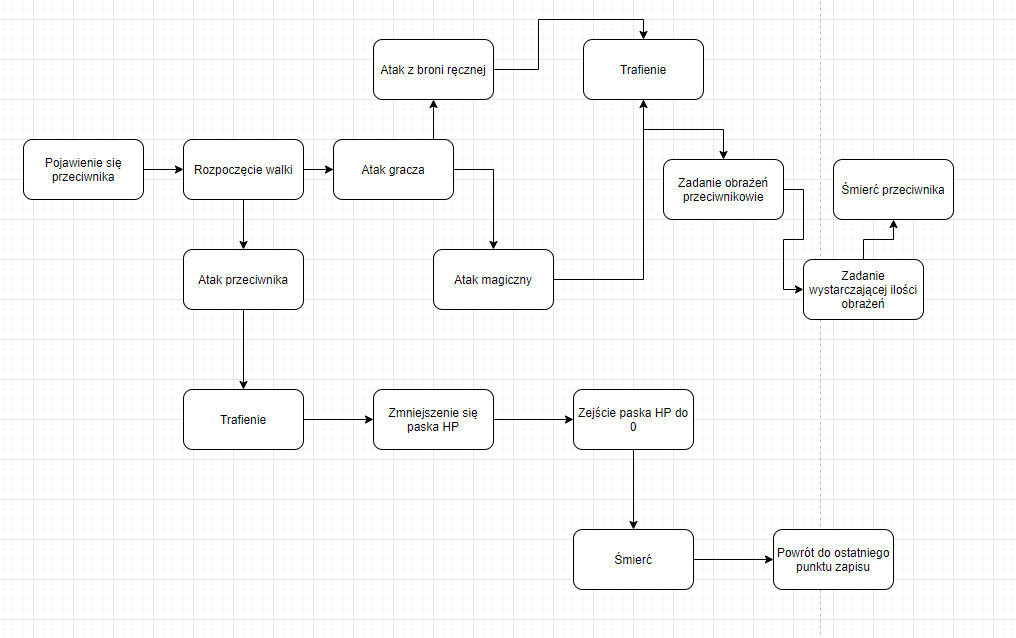 Atak z broni ręcznej
Trafienie
Pojawienie się
przeciwnika
Rozpoczęcie walki
Atak gracza
Zadanie obrażeń
przeciwnikowie
Śmierć przeciwnika
Atak przeciwnika
Atak magiczny
Zadanie
wystarczającej ilości
obrażeń
Trafienie
Zmniejszenie się
paska HP
Zejście paska HP do
0
Śmierć
Powrót do ostatniego
punktu zapisu